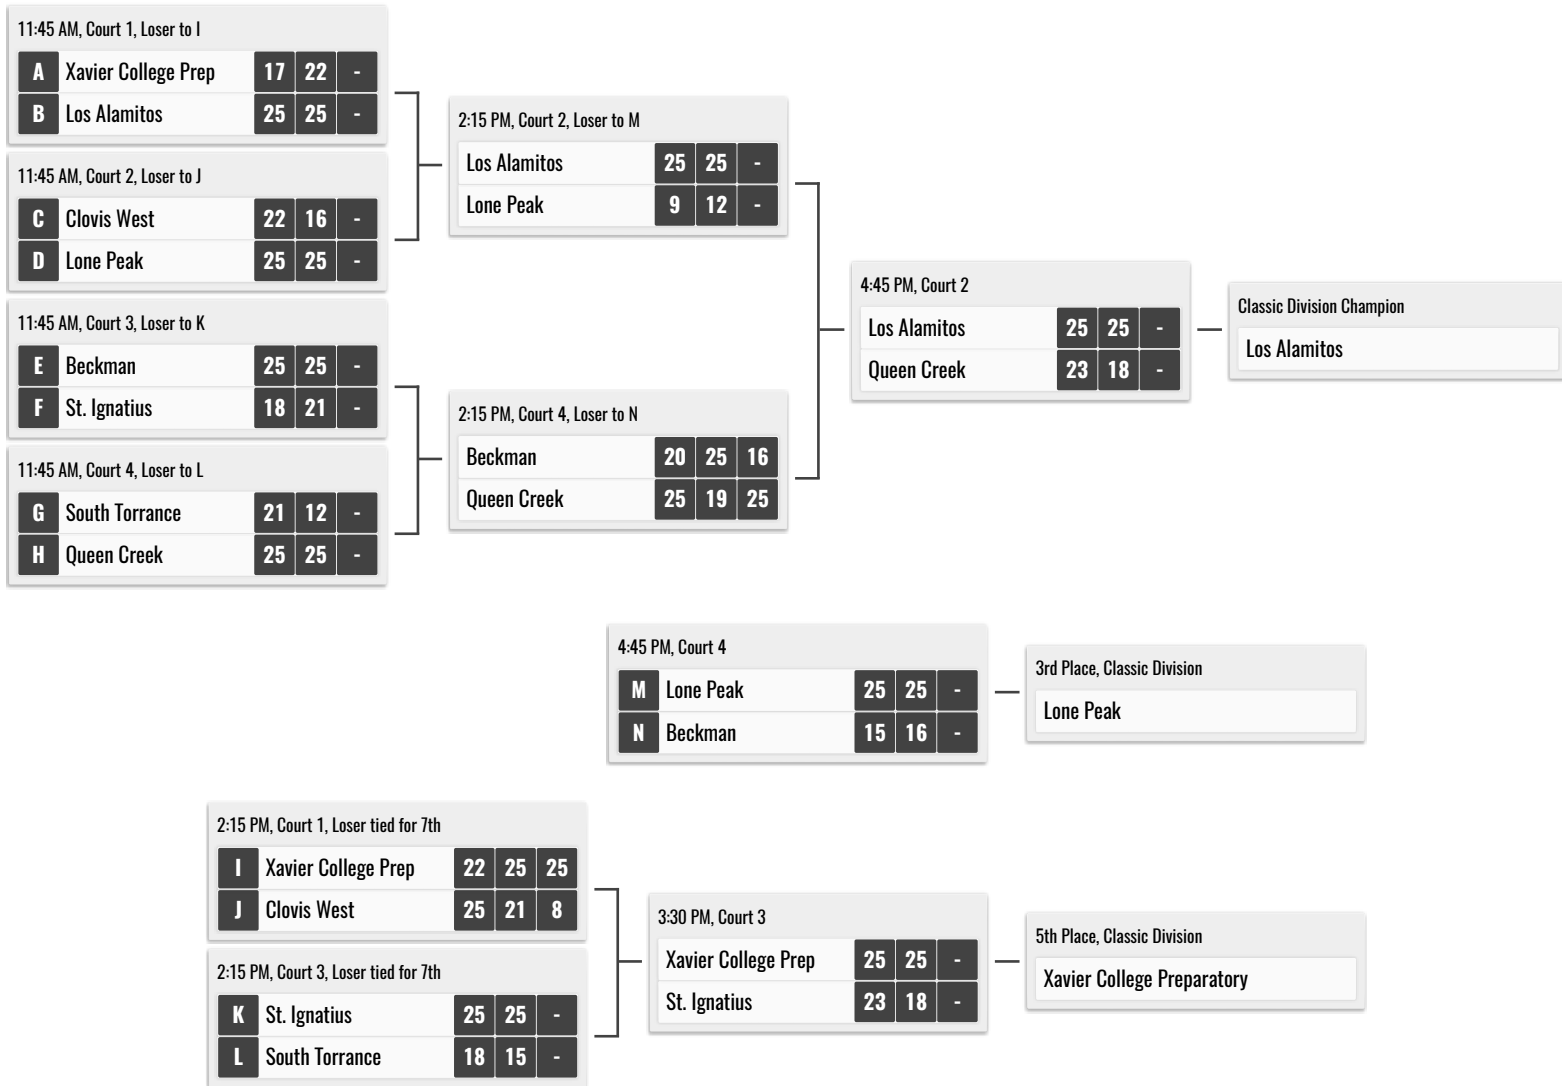 11:45 AM, Court 1, Loser to I
A Xavier College Prep 17 22 -
B Los Alamitos 25 25 -
11:45 AM, Court 2, Loser to J
C Clovis West 22 16 -
D Lone Peak 25 25 -
11:45 AM, Court 3, Loser to K
E Beckman 25 25 -
F St. Ignatius 18 21 -
11:45 AM, Court 4, Loser to L
G South Torrance 21 12 -
H Queen Creek 25 25 -
2:15 PM, Court 2, Loser to M
Los Alamitos 25 25 -
Lone Peak 9 12 -
2:15 PM, Court 4, Loser to N
Beckman 20 25 16
Queen Creek 25 19 25
4:45 PM, Court 2
Los Alamitos 25 25 -
Queen Creek 23 18 -
Classic Division Champion
Los Alamitos
4:45 PM, Court 4
M Lone Peak 25 25 -
N Beckman 15 16 -
3rd Place, Classic Division
Lone Peak
2:15 PM, Court 1, Loser tied for 7th
I Xavier College Prep 22 25 25
J Clovis West 25 21 8
2:15 PM, Court 3, Loser tied for 7th
K St. Ignatius 25 25 -
L South Torrance 18 15 -
3:30 PM, Court 3
Xavier College Prep 25 25 -
St. Ignatius 23 18 -
5th Place, Classic Division
Xavier College Preparatory